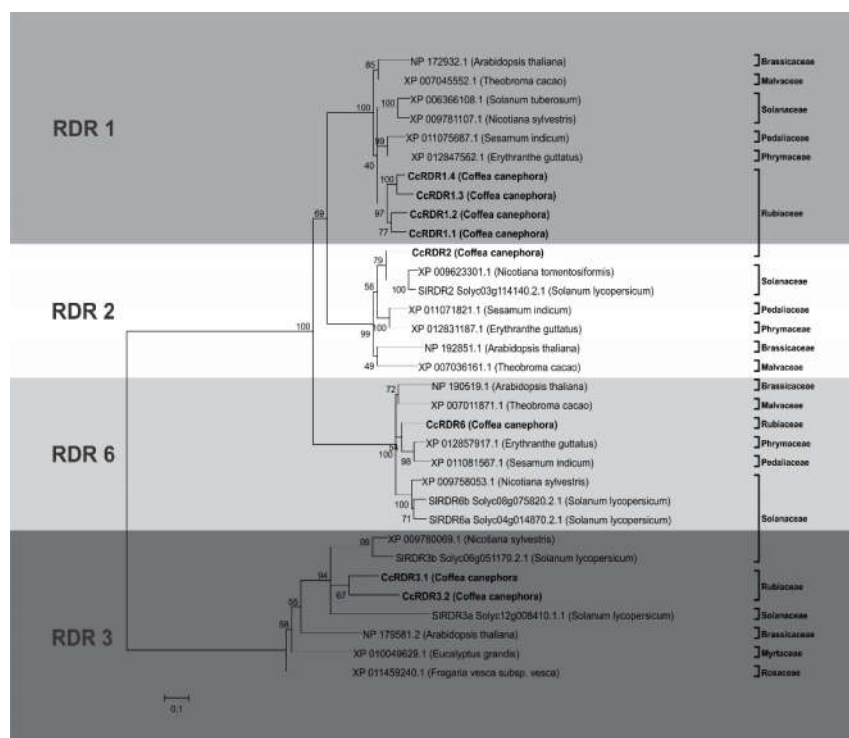 RDR 1
85
NP 172932.1 (Arabidopsis thaliana)
]Brassicaceae
XP 007045552.1 (Theobroma cacao)
]Malvaceae
100
100
XP 006366108.1 (Solanum tuberosum)
XP 009781107.1 (Nicotiana sylvestris)
Solanaceae
99
XP 011075687.1 (Sesamum indicum)
]Pedaliaceae
40
XP 012847562.1 (Erythranthe guttatus)
]Phrymaceae
100
CcRDR1.4 (Coffea canephora)
CcRDR1.3 (Coffea canephora)
97
CcRDR1.2 (Coffea canephora)
77
CcRDR1.1 (Coffea canephora)
Rubiaceae
69
RDR 2
79
CcRDR2 (Coffea canephora)
XP 009623301.1 (Nicotiana tomentosiformis)
100
SlRDR2 Solyc03g114140.2.1 (Solanum lycopersicum)
Solanaceae
56
XP 011071821.1 (Sesamum indicum)
]Pedaliaceae
100
XP 012831187.1 (Erythranthe guttatus)
]Phrymaceae
99
NP 192851.1 (Arabidopsis thaliana)
]Brassicaceae
49
XP 007036161.1 (Theobroma cacao)
]Malvaceae
100
RDR 6
72
NP 190519.1 (Arabidopsis thaliana)
]Brassicaceae
XP 007011871.1 (Theobroma cacao)
]Malvaceae
CcRDR6 (Coffea canephora)
]Rubiaceae
100
XP 012857917.1 (Erythranthe guttatus)
]Phrymaceae
98
XP 011081567.1 (Sesamum indicum)
]Pedaliaceae
XP 009758053.1 (Nicotiana sylvestris)
100
SlRDR6b Solyc08g075820.2.1 (Solanum lycopersicum)
71
SlRDR6a Solyc04g014870.2.1 (Solanum lycopersicum)
Solanaceae
RDR 3
99
XP 009780069.1 (Nicotiana sylvestris)
SlRDR3b Solyc06g051170.2.1 (Solanum lycopersicum)
94
CcRDR3.1 (Coffea canephora
67
CcRDR3.2 (Coffea canephora)
Rubiaceae
55
SlRDR3a Solyc12g008410.1.1 (Solanum lycopersicum)
]Solanaceae
58
NP 179581.2 (Arabidopsis thaliana)
]Brassicaceae
XP 010049629.1 (Eucalyptus grandis)
]Myrtaceae
XP 011459240.1 (Fragaria vesca subsp. vesca)
]Rosaceae
0.1